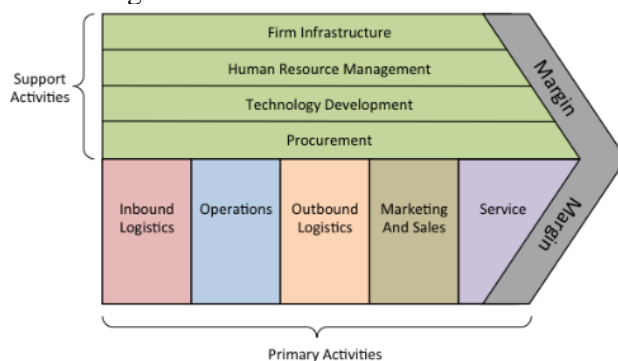 Firm Infrastructure
Human Resource Management
Technology Development
Procurement
Support
Activities
Margin
Inbound
Logistics
Operations
Outbound
Logistics
Marketing
And Sales
Service
Margin
Primary Activities